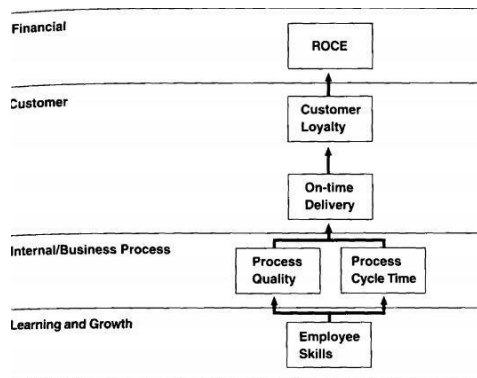 Financial
ROCE
Customer
Customer
Loyalty
On-time
Delivery
Internal/Business Process
Process
Quality
Process
Cycle Time
Learning and Growth
Employee
Skills